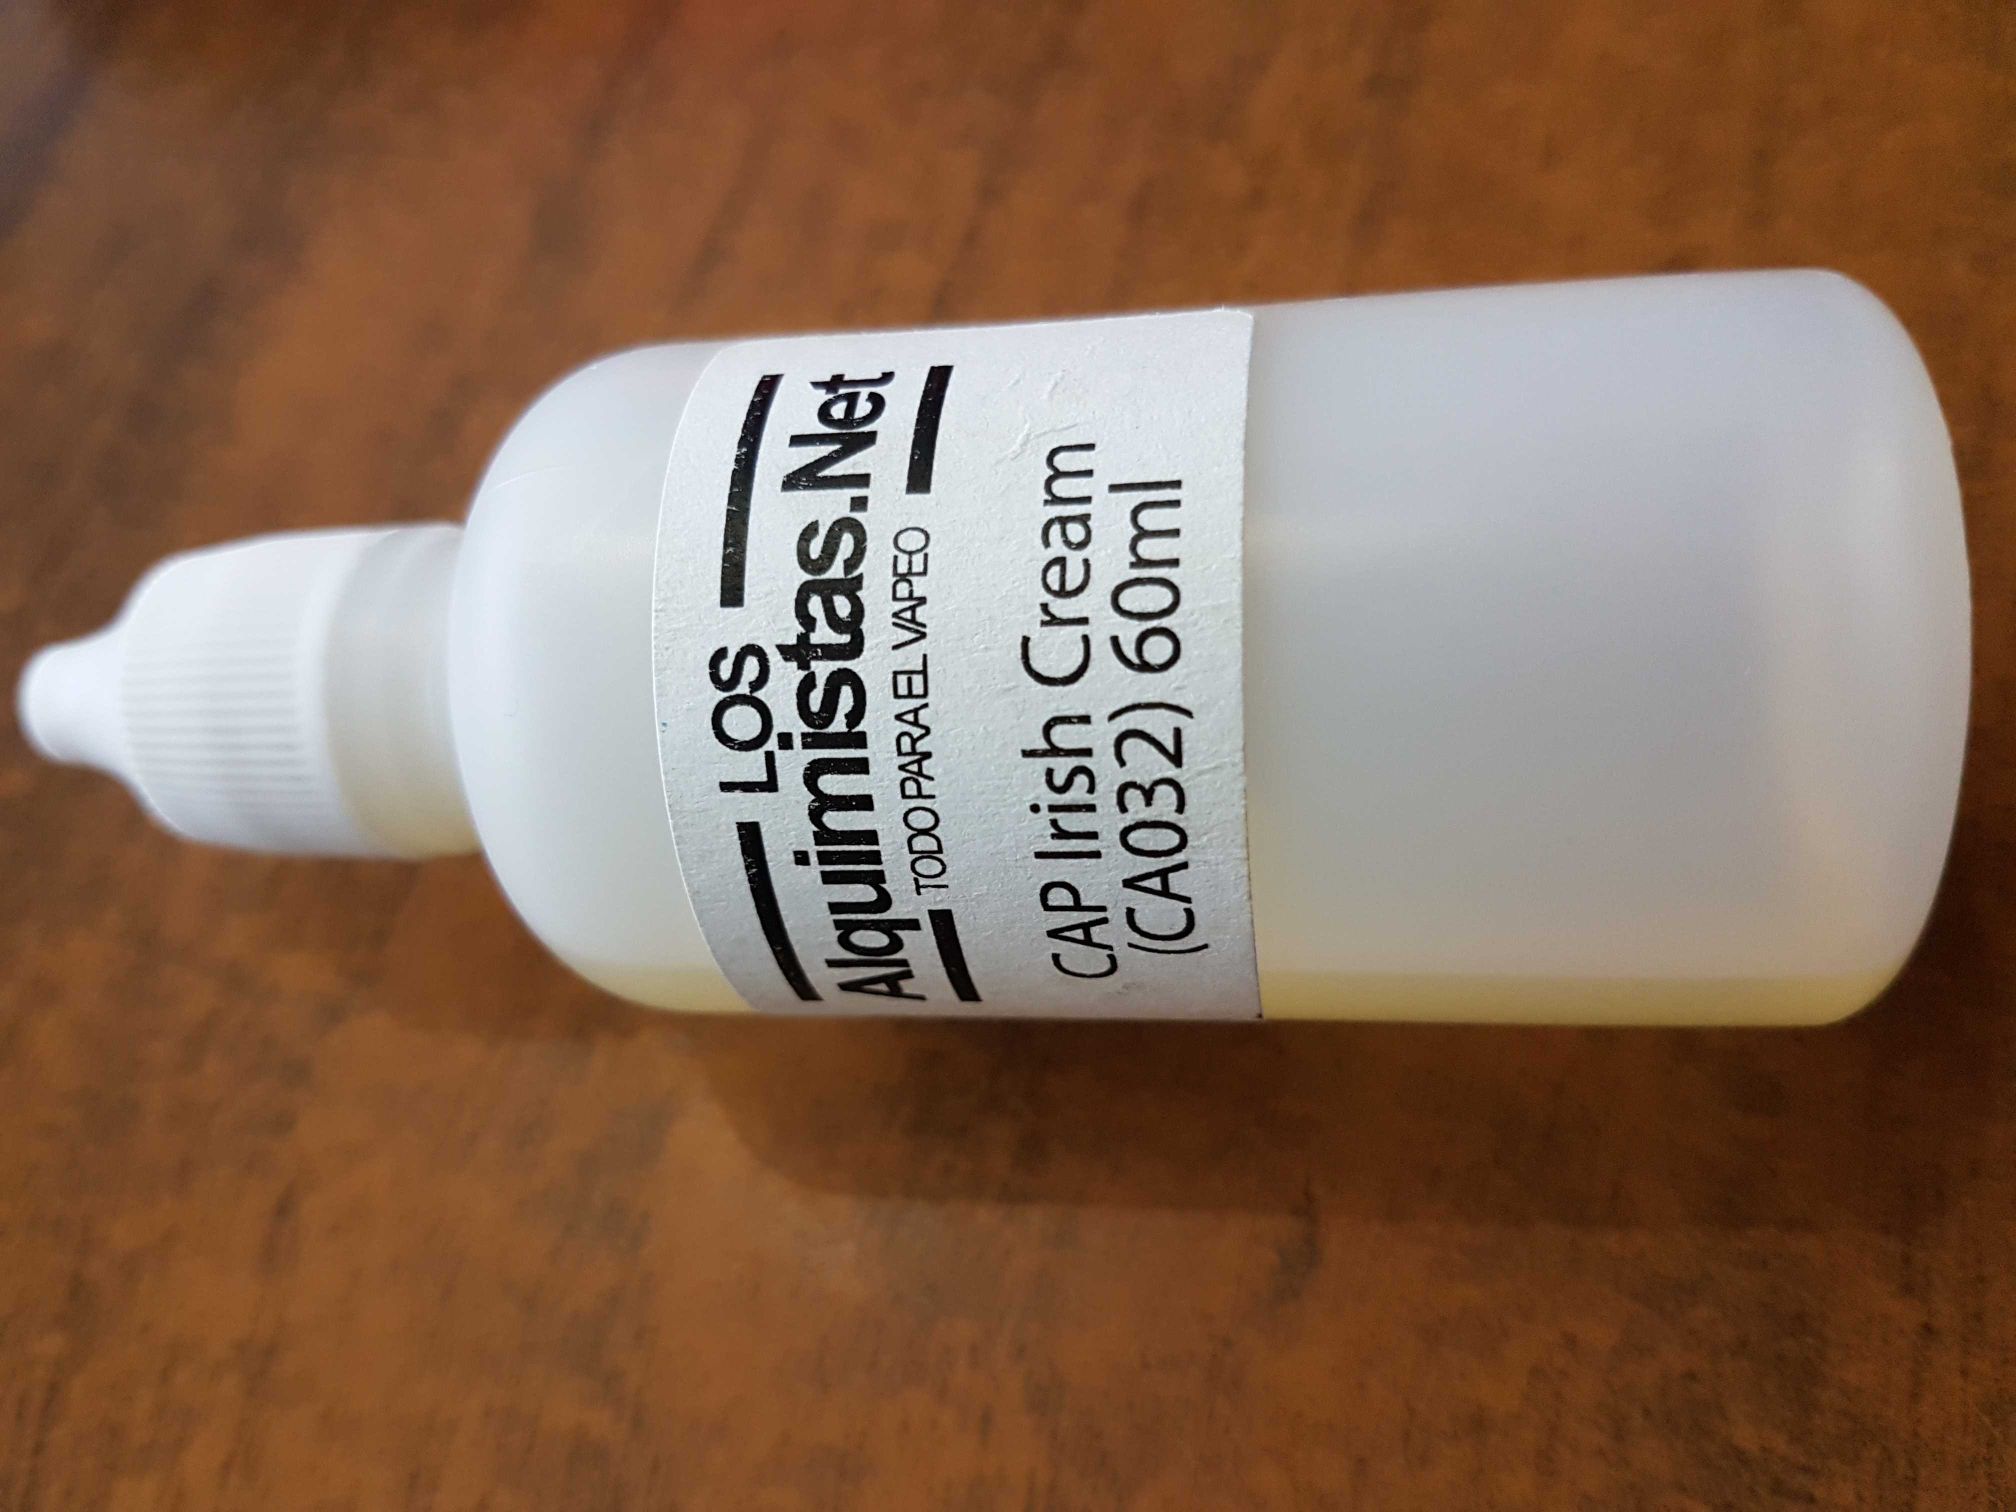 LOS
Alquimistas.Net
TODO PARA EL VAPEO
CAP Irish Cream
(CA032) 60ml